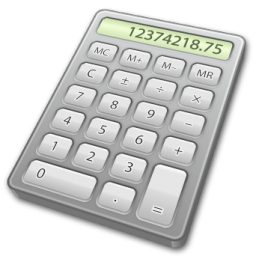 12374218.75
MC M+ M- MR
C ± ÷ ×
7 8 9 −
4 5 6 +
1 2 3 =
0 .